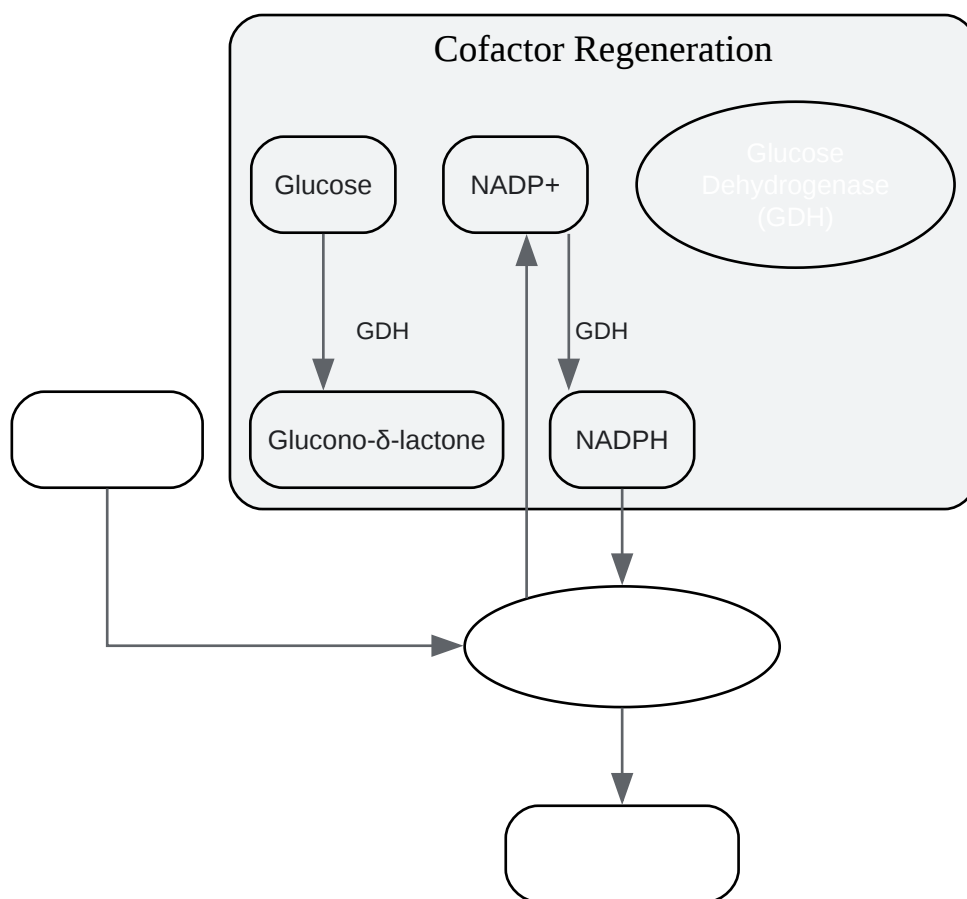 Cofactor Regeneration
Glucose
NADP+
Glucose
Dehydrogenase
(GDH)
GDH
GDH
Glucono-δ-lactone
NADPH